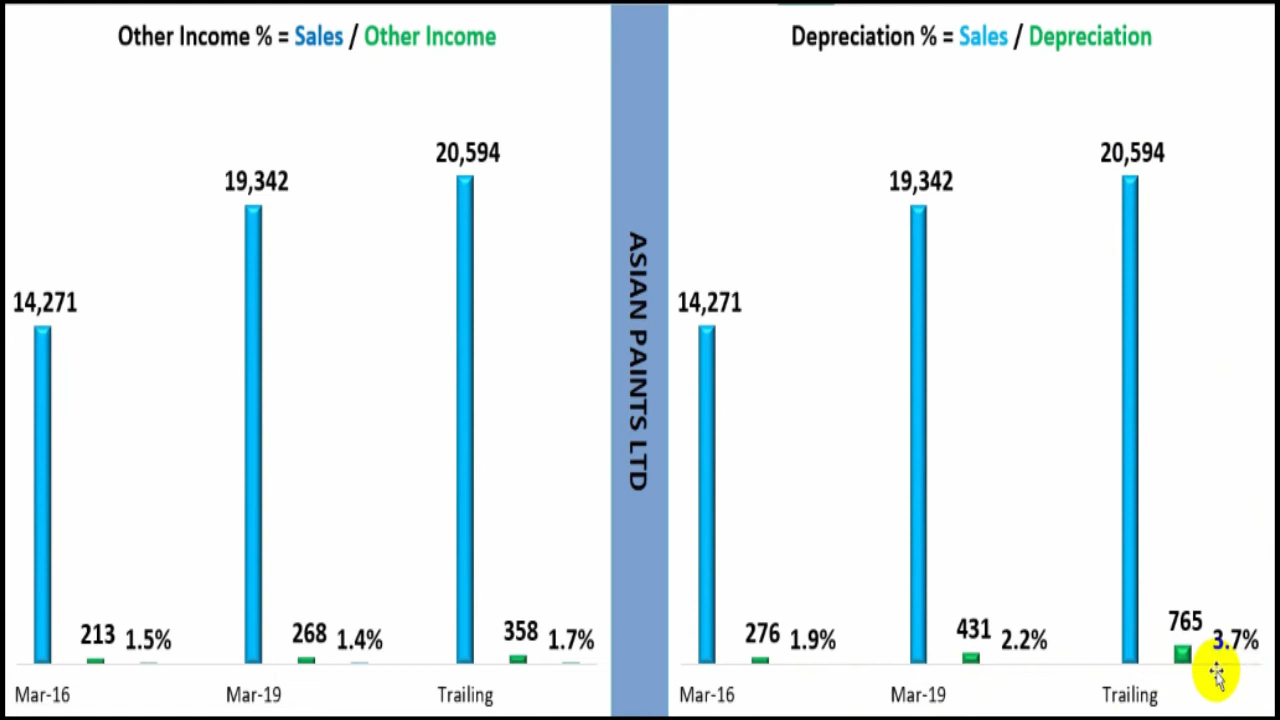 Other Income % = Sales / Other Income
20,594
19,342
14,271
213 1.5% 268 1.4% 358 1.7%
Mar-16 Mar-19 Trailing
ASIAN PAINTS LTD
Depreciation % = Sales / Depreciation
20,594
19,342
14,271
276 1.9% 431 2.2% 765 3.7%
Mar-16 Mar-19 Trailing